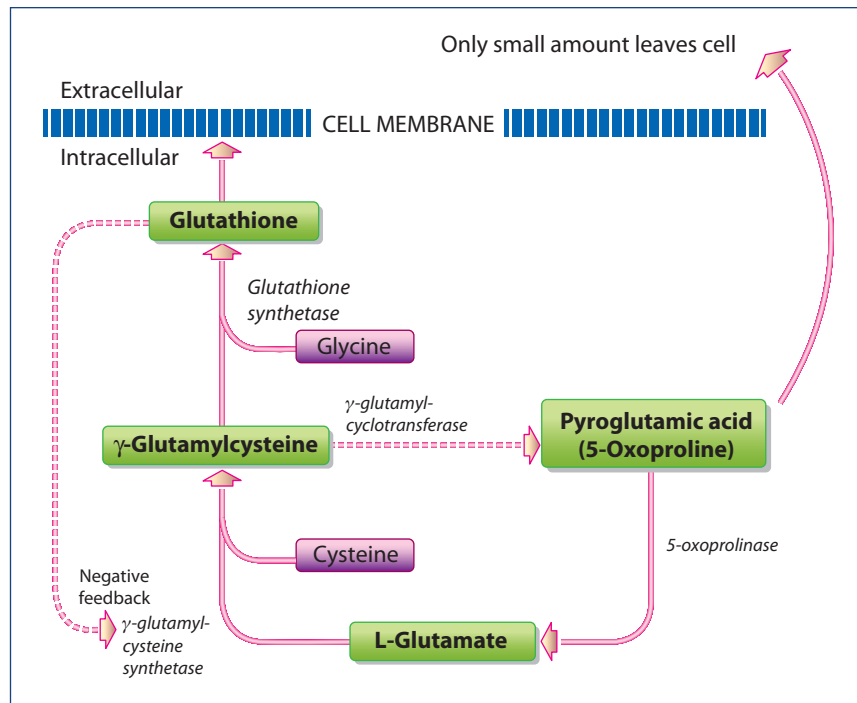 Only small amount leaves cell
Extracellular
CELL MEMBRANE
Intracellular
Glutathione
Glutathione
synthetase
Glycine
γ-glutamyl-
cyclotransferase
γ-Glutamylcysteine
Pyroglutamic acid
(5-Oxoproline)
Cysteine
5-oxoprolinase
Negative
feedback
γ-glutamyl-
cysteine
synthetase
L-Glutamate